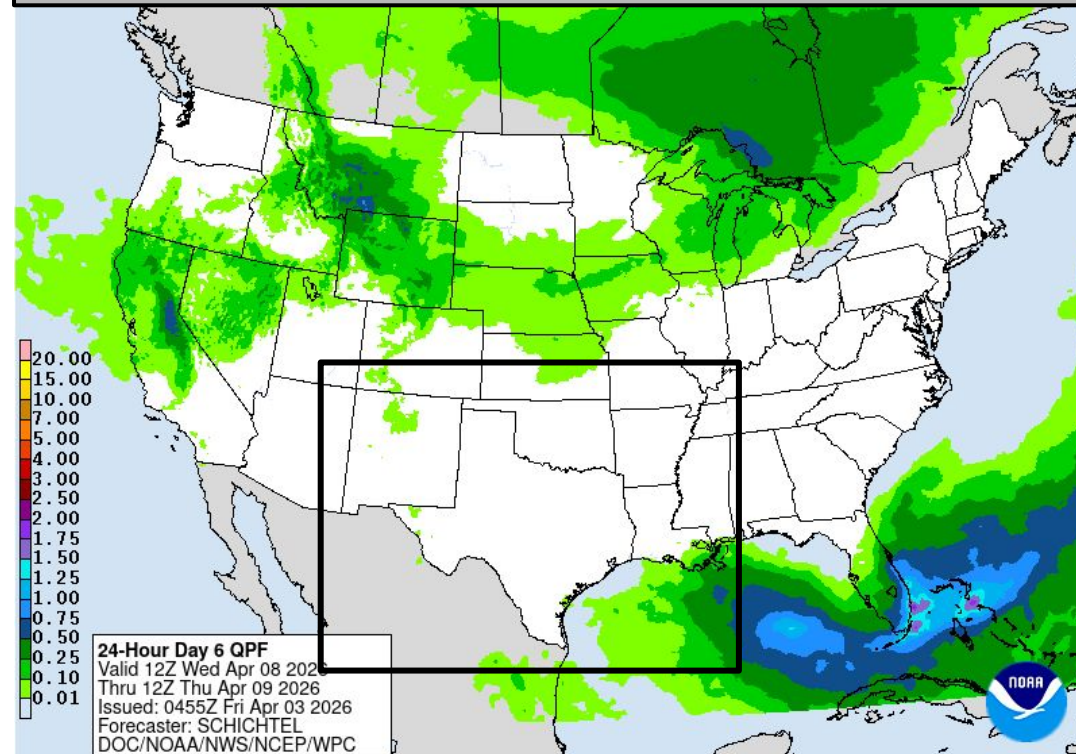 20.00
15.00
10.00
7.00
5.00
4.00
3.00
2.50
2.00
1.75
1.50
1.25
1.00
0.75
0.50
0.25
0.10
0.01
24-Hour Day 6 QPF
Valid 12Z Wed Apr 08 2026
Thru 12Z Thu Apr 09 2026
Issued: 0455Z Fri Apr 03 2026
Forecaster: SCHICHTEL
DOC/NOAA/NWS/NCEP/WPC
NOAA